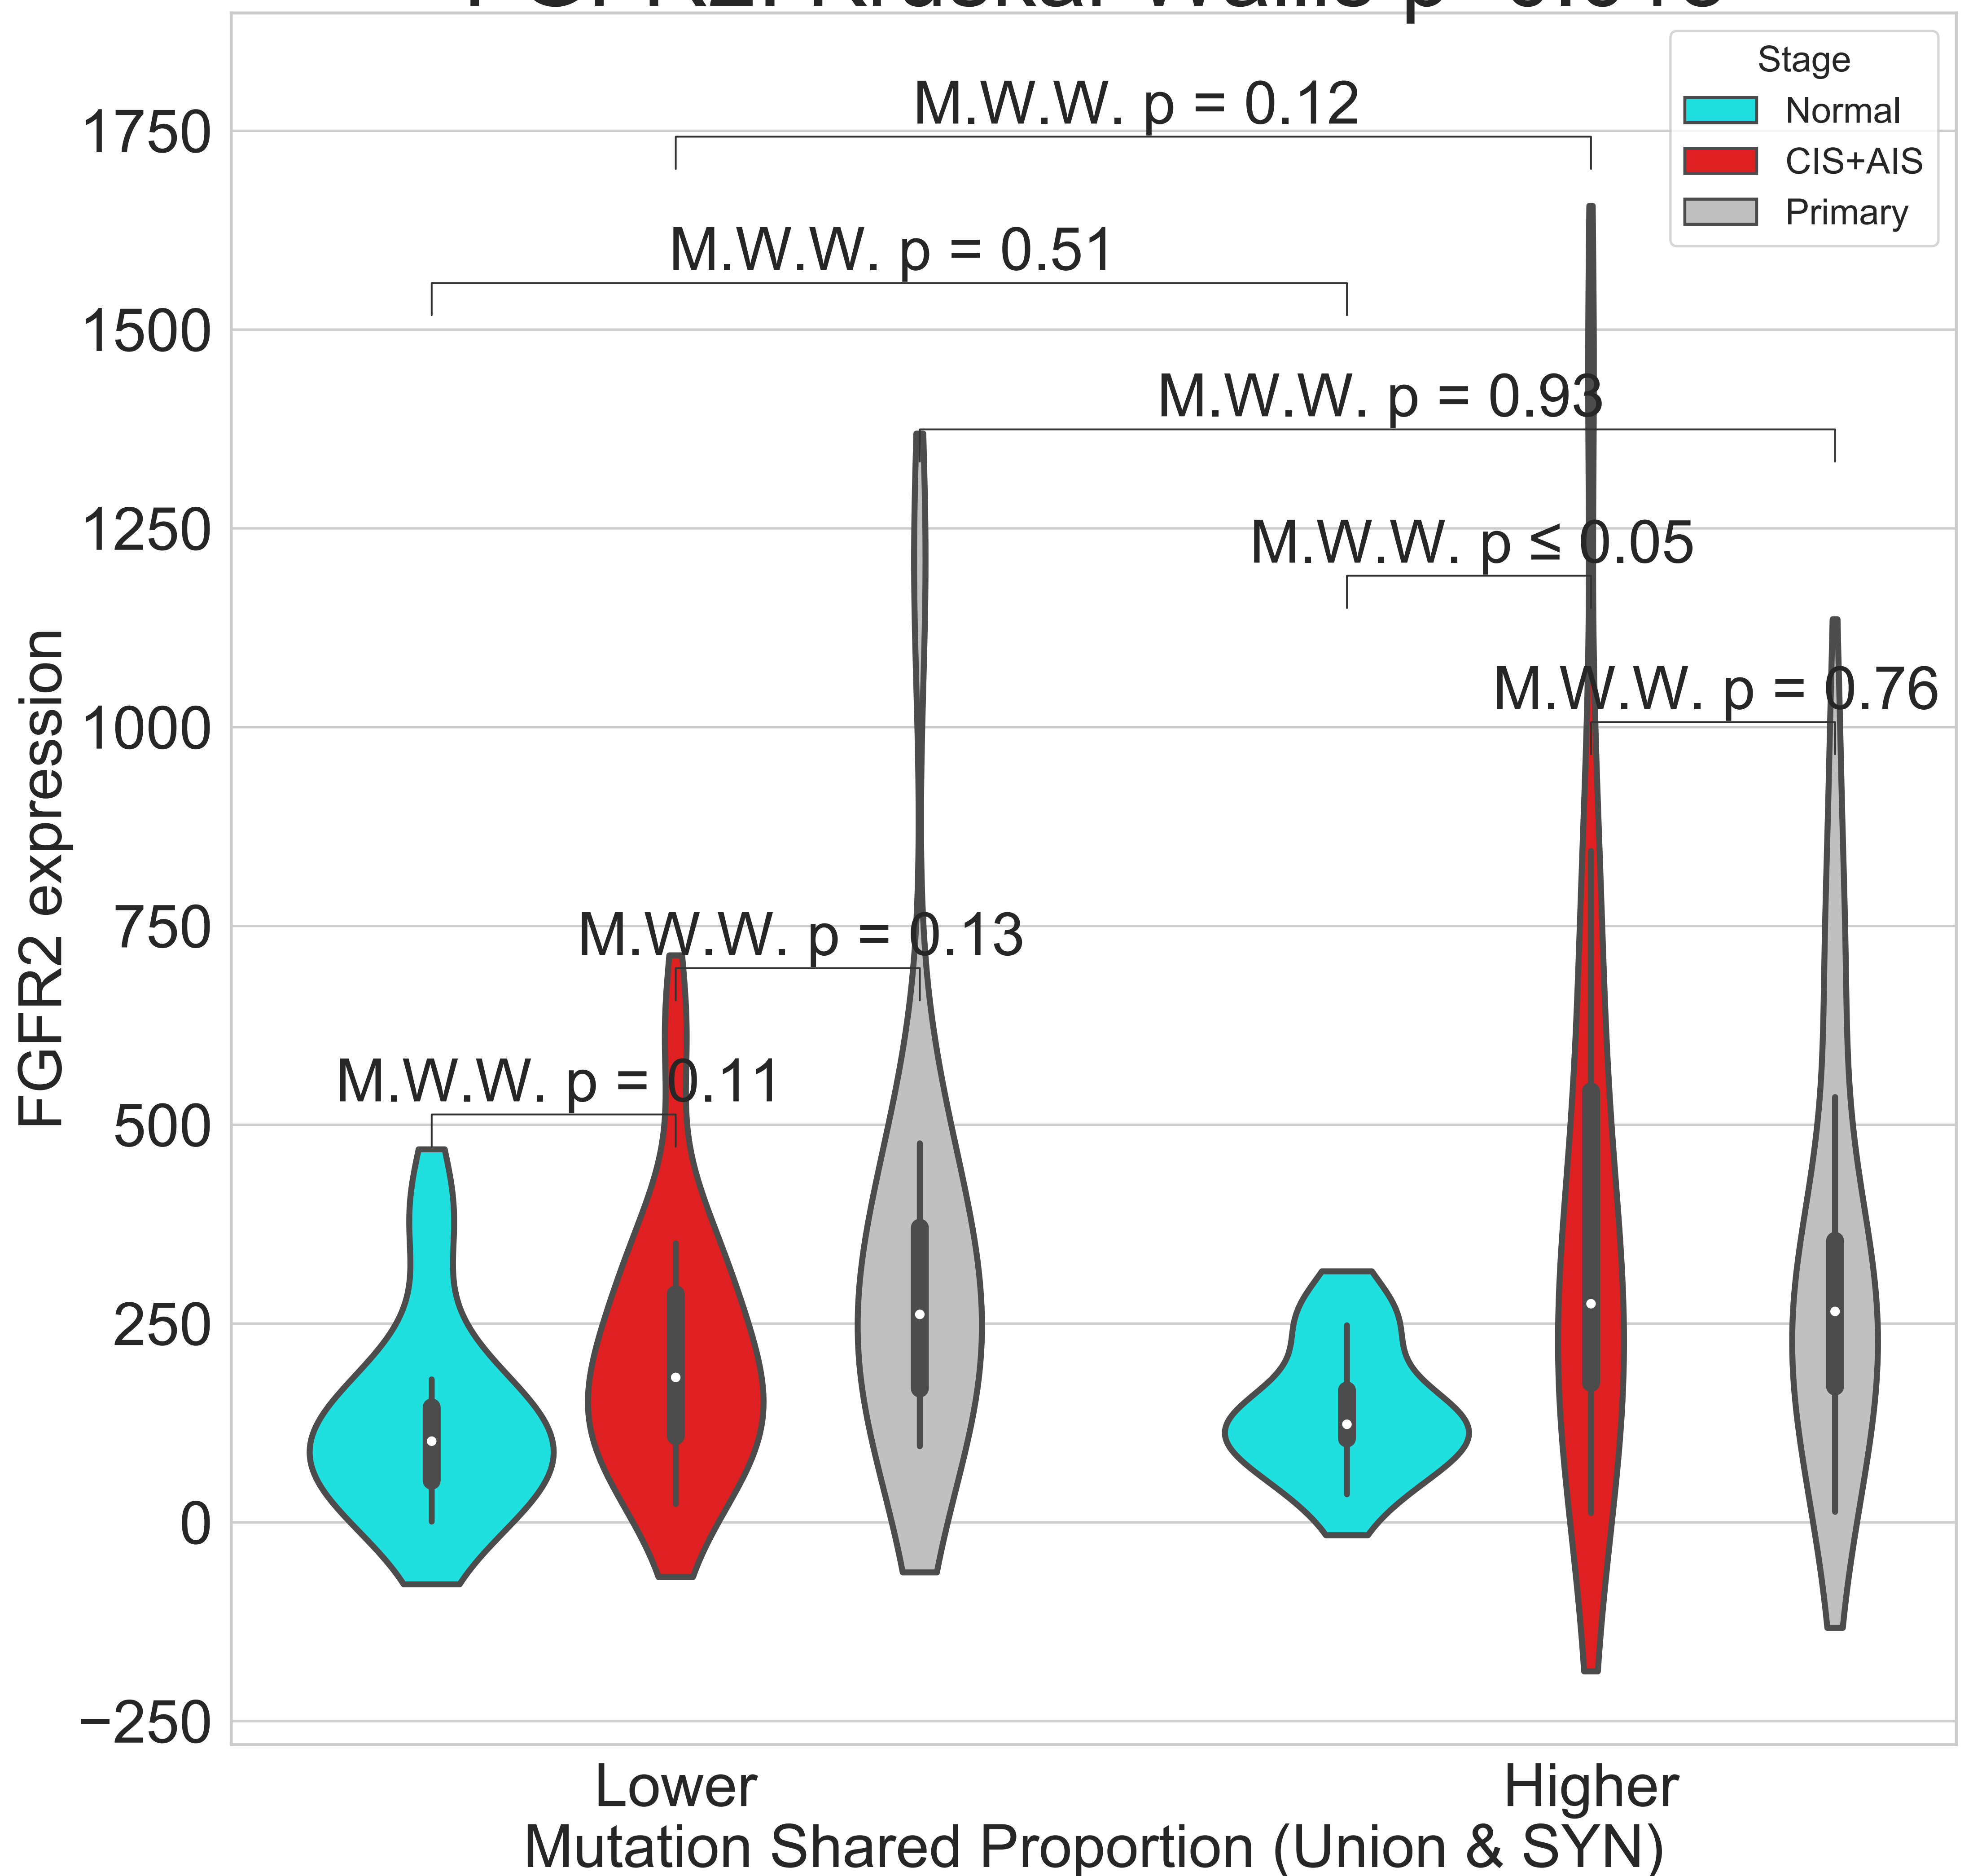 Stage
Normal
CIS+AIS
Primary
M.W.W. p = 0.12
M.W.W. p = 0.51
M.W.W. p = 0.93
M.W.W. p ≤ 0.05
M.W.W. p = 0.76
M.W.W. p = 0.13
M.W.W. p = 0.11
1750
1500
1250
1000
750
500
250
0
−250
FGFR2 expression
Lower
Higher
Mutation Shared Proportion (Union & SYN)